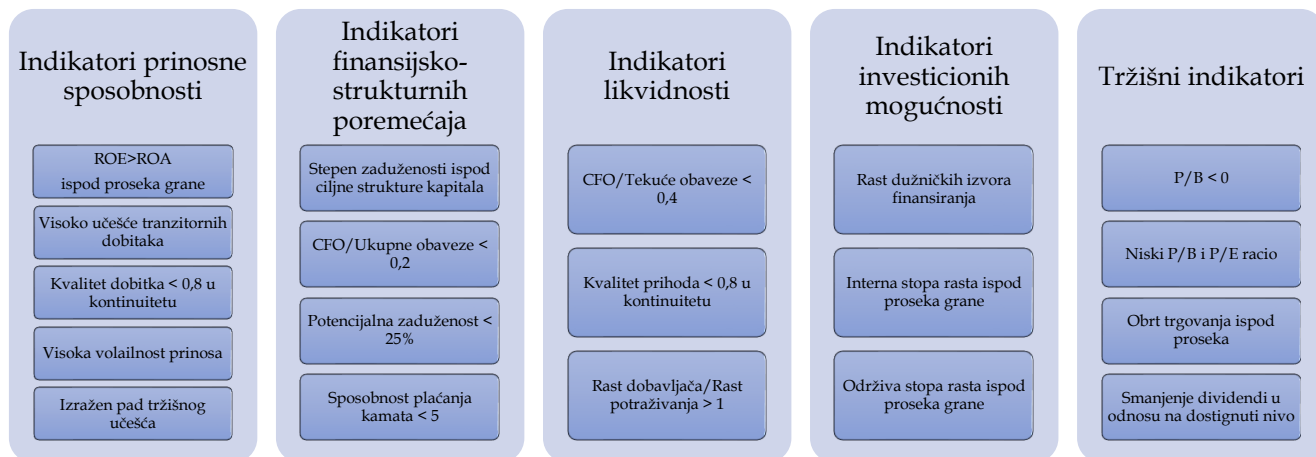 Indikatori prinosne
sposobnosti
ROE>ROA
ispod proseka grane
Visoko učešće tranzitornih
dobitaka
Kvalitet dobitka < 0,8 u
kontinuitetu
Visoka volailnost prinosa
Izražen pad tržišnog
učešća
Indikatori
finansijsko-
strukturnih
poremećaja
Stepen zaduženosti ispod
ciljne strukture kapitala
CFO/Ukupne obaveze <
0,2
Potencijalna zaduženost <
25%
Sposobnost plaćanja
kamata < 5
Indikatori
likvidnosti
CFO/Tekuće obaveze <
0,4
Kvalitet prihoda < 0,8 u
kontinuitetu
Rast dobavljača/Rast
potraživanja > 1
Indikatori
investicionih
mogućnosti
Rast dužničkih izvora
finansiranja
Interna stopa rasta ispod
proseka grane
Održiva stopa rasta ispod
proseka grane
Tržišni indikatori
P/B < 0
Niski P/B i P/E racio
Obrt trgovanja ispod
proseka
Smanjenje dividendi u
odnosu na dostignuti nivo